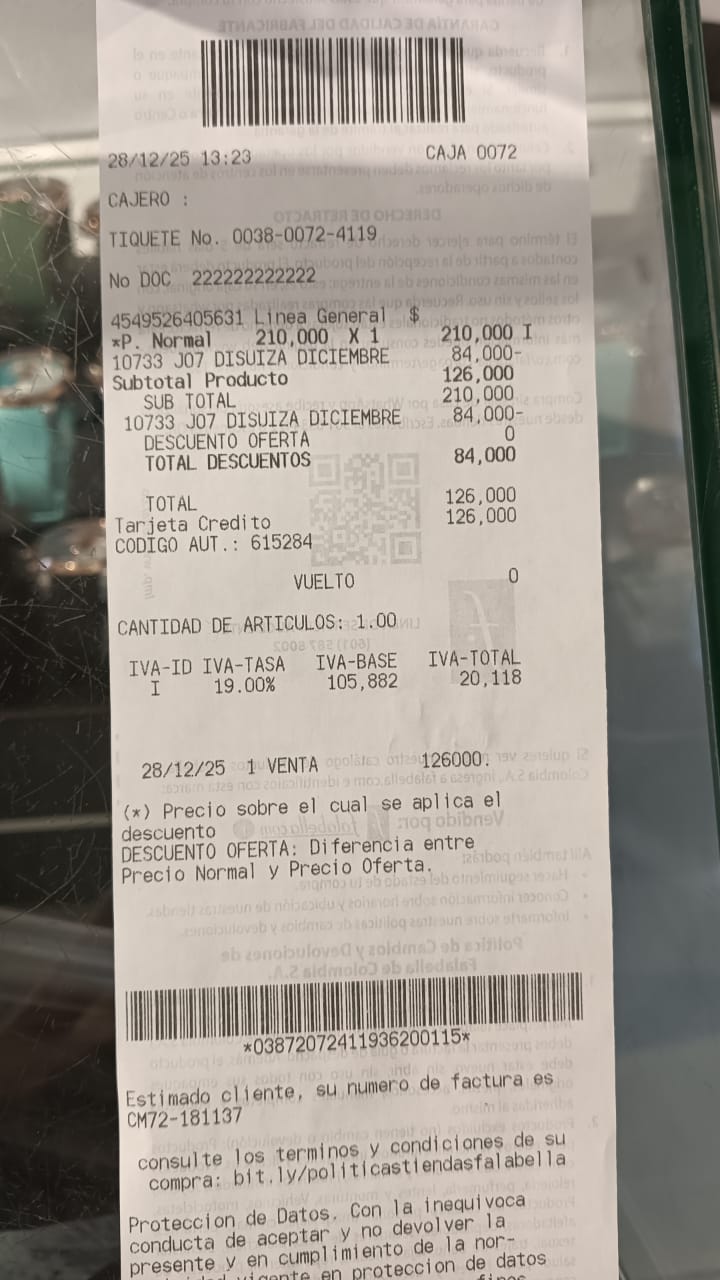 28/12/25 13:23 CAJA 0072
CAJERO :
TIQUETE No. 0038-0072-4119
No DOC 222222222222
4549526405631 Linea General $
*P. Normal 210,000 X 1 210,000 I
10733 J07 DISUIZA DICIEMBRE 84,000-
Subtotal Producto 126,000
SUB TOTAL 210,000
10733 J07 DISUIZA DICIEMBRE 84,000-
DESCUENTO OFERTA 0
TOTAL DESCUENTOS 84,000
TOTAL 126,000
Tarjeta Credito 126,000
CODIGO AUT.: 615284
VUELTO 0
CANTIDAD DE ARTICULOS: 1.00
IVA-ID IVA-TASA IVA-BASE IVA-TOTAL
I 19.00% 105,882 20,118
28/12/25 1 VENTA 126000.
(*) Precio sobre el cual se aplica el
descuento
DESCUENTO OFERTA: Diferencia entre
Precio Normal y Precio Oferta.
*03872072411936200115*
Estimado cliente, su numero de factura es
CM72-181137
consulte los terminos y condiciones de su
compra: bit.ly/politicastiendasfalabella
Proteccion de Datos. Con la inequivoca
conducta de aceptar y no devolver la
presente y en cumplimiento de la nor-
vigente en proteccion de datos